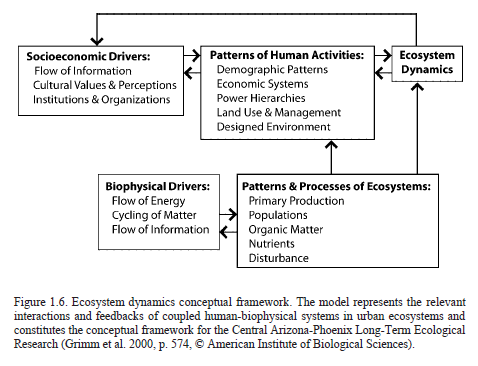 Socioeconomic Drivers:
Flow of Information
Cultural Values & Perceptions
Institutions & Organizations
Patterns of Human Activities:
Demographic Patterns
Economic Systems
Power Hierarchies
Land Use & Management
Designed Environment
Ecosystem
Dynamics
Biophysical Drivers:
Flow of Energy
Cycling of Matter
Flow of Information
Patterns & Processes of Ecosystems:
Primary Production
Populations
Organic Matter
Nutrients
Disturbance
Figure 1.6. Ecosystem dynamics conceptual framework. The model represents the relevant
interactions and feedbacks of coupled human-biophysical systems in urban ecosystems and
constitutes the conceptual framework for the Central Arizona-Phoenix Long-Term Ecological
Research (Grimm et al. 2000, p. 574, © American Institute of Biological Sciences).